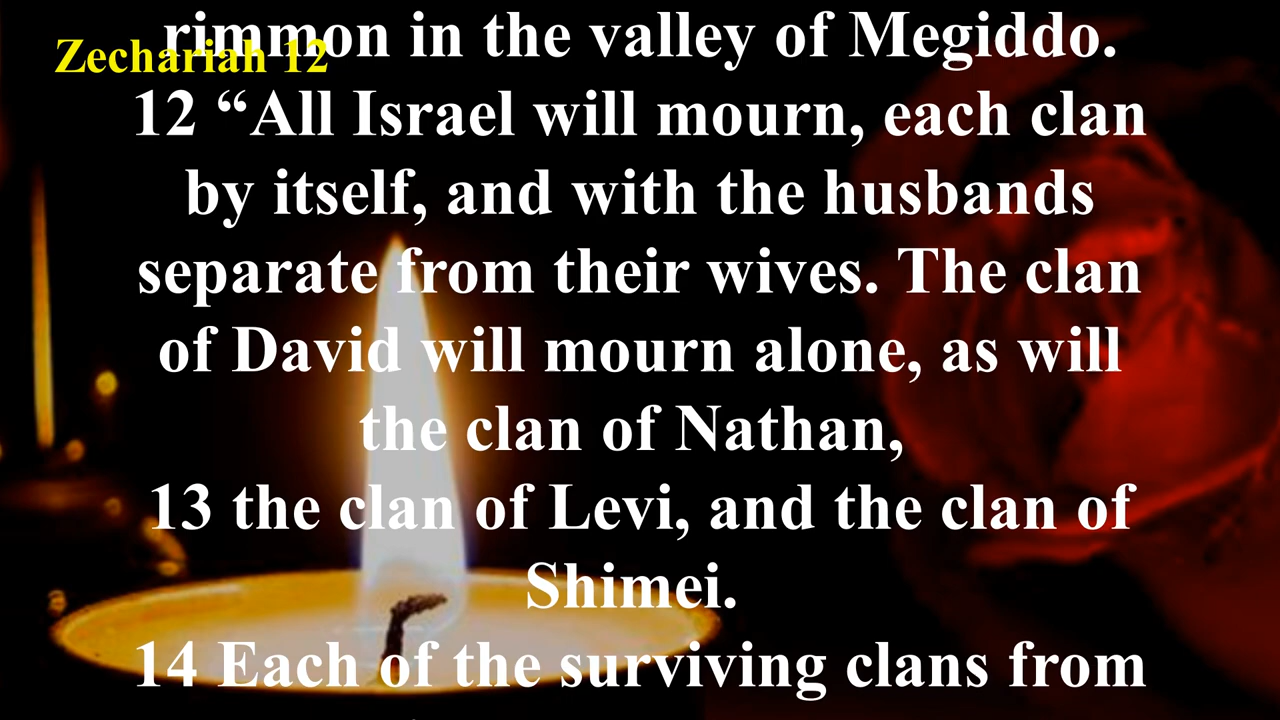 rimmon in the valley of Megiddo.
Zechariah 12
12 “All Israel will mourn, each clan
by itself, and with the husbands
separate from their wives. The clan
of David will mourn alone, as will
the clan of Nathan,
13 the clan of Levi, and the clan of
Shimei.
14 Each of the surviving clans from